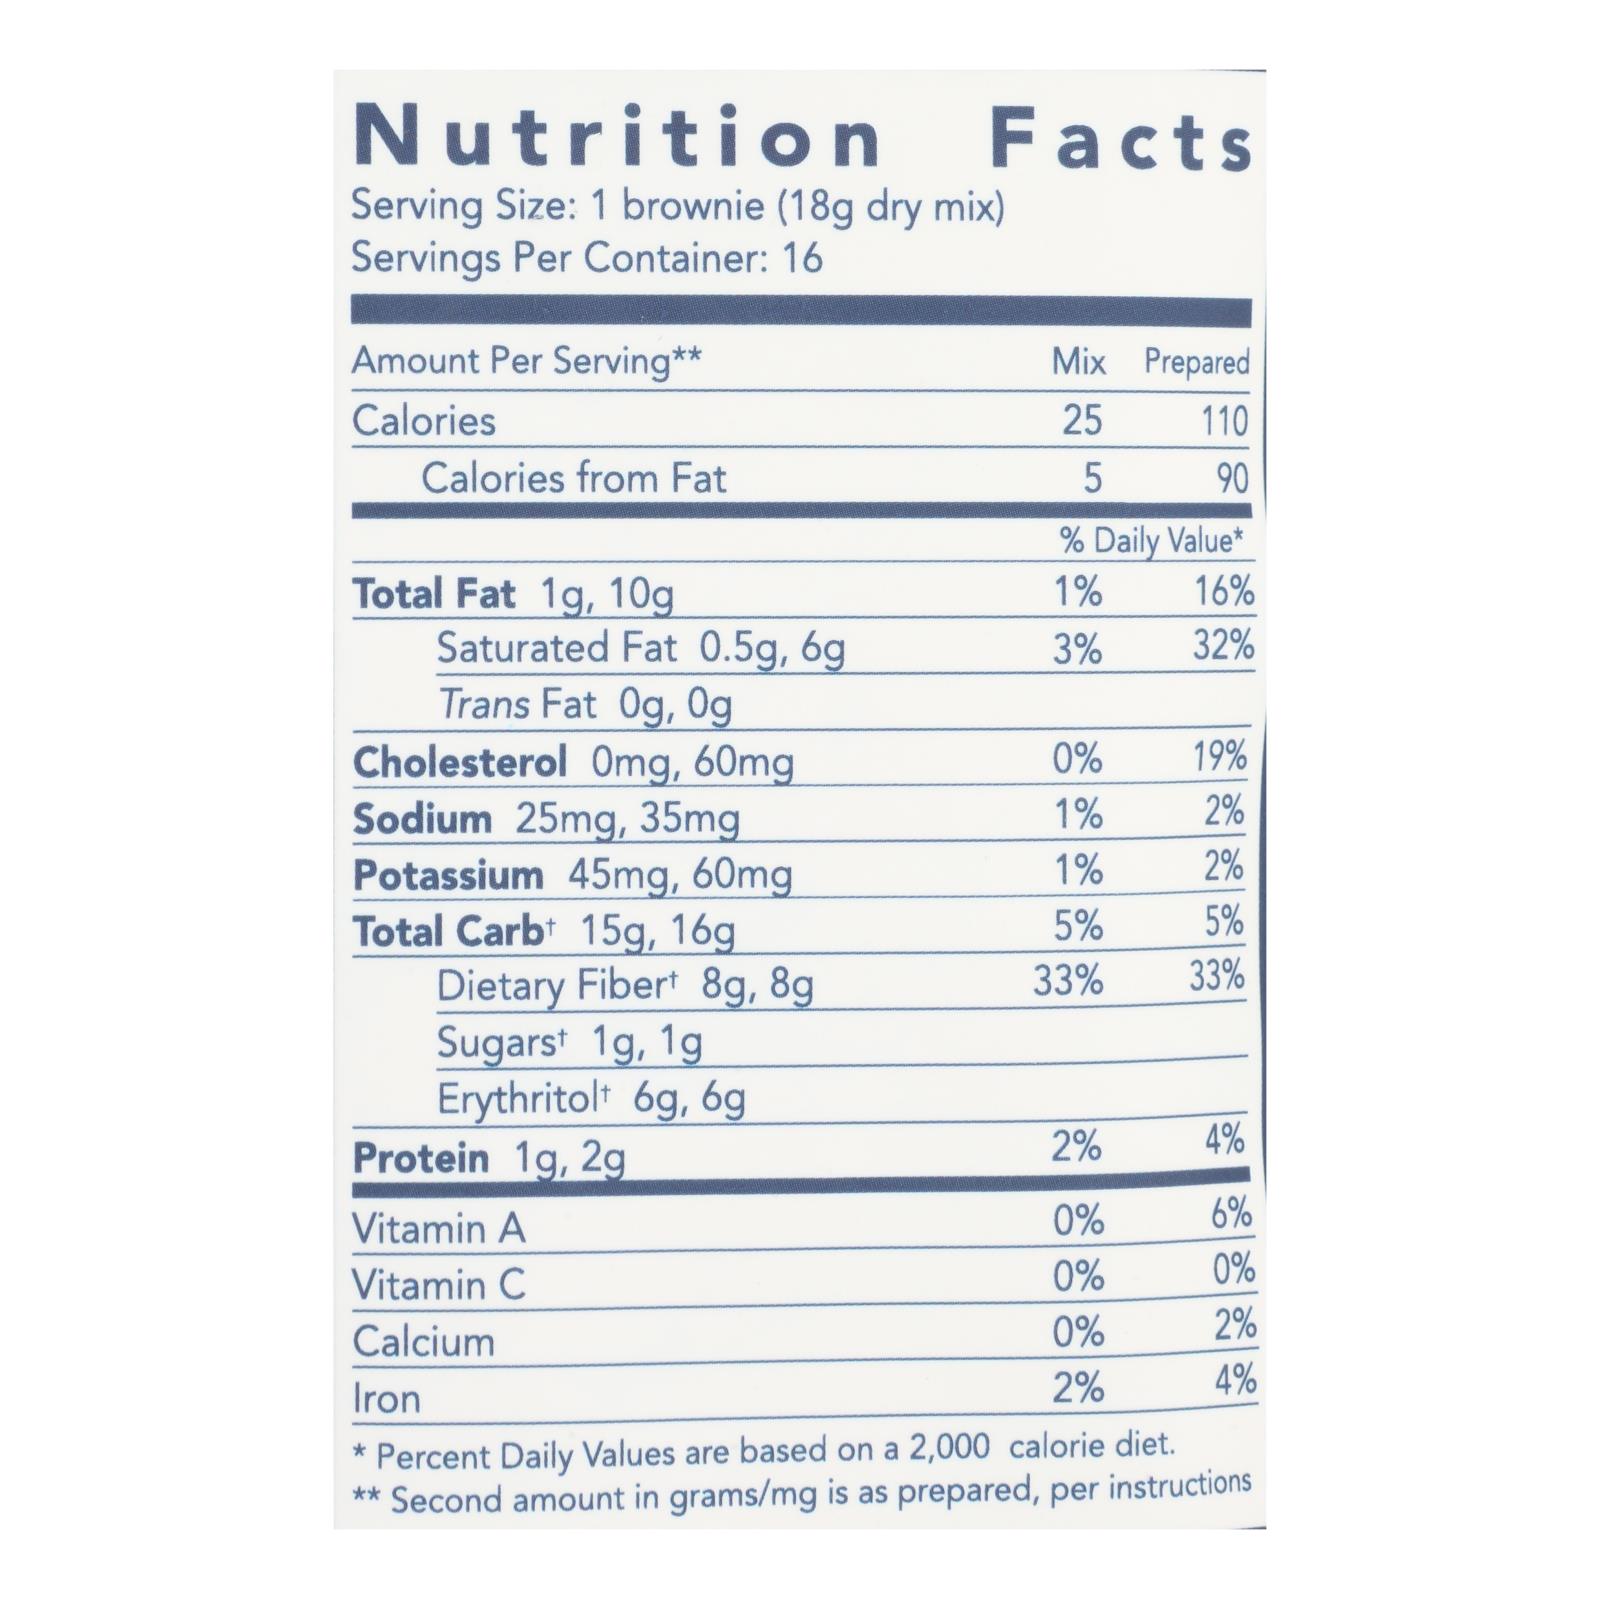 Nutrition Facts
Serving Size: 1 brownie (18g dry mix)
Servings Per Container: 16
Amount Per Serving** Mix Prepared
Calories 25 110
Calories from Fat 5 90
% Daily Value*
Total Fat 1g, 10g 1% 16%
Saturated Fat 0.5g, 6g 3% 32%
Trans Fat 0g, 0g
Cholesterol 0mg, 60mg 0% 19%
Sodium 25mg, 35mg 1% 2%
Potassium 45mg, 60mg 1% 2%
Total Carb† 15g, 16g 5% 5%
Dietary Fiber† 8g, 8g 33% 33%
Sugars† 1g, 1g
Erythritol† 6g, 6g
Protein 1g, 2g 2% 4%
Vitamin A 0% 6%
Vitamin C 0% 0%
Calcium 0% 2%
Iron 2% 4%
* Percent Daily Values are based on a 2,000 calorie diet.
** Second amount in grams/mg is as prepared, per instructions